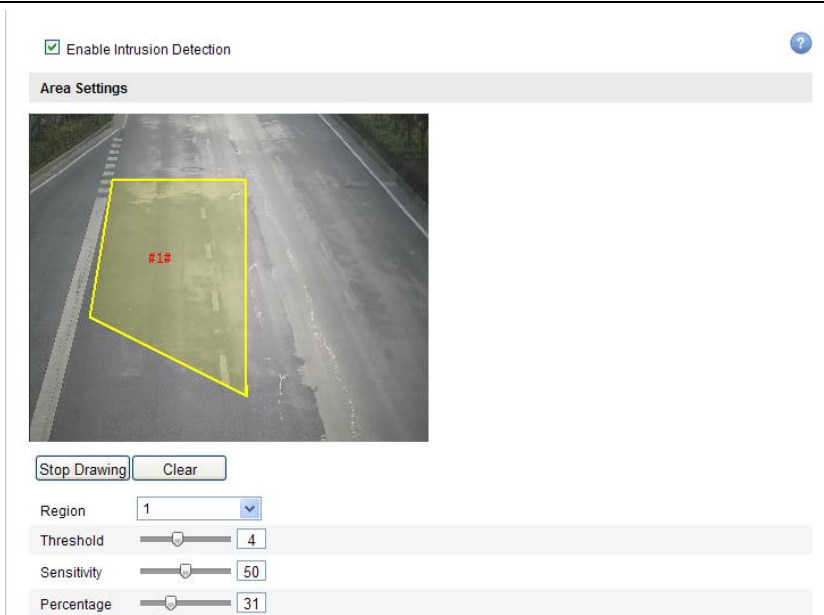 Enable Intrusion Detection
?
Area Settings
#1#
Stop Drawing Clear
Region 1
Threshold 4
Sensitivity 50
Percentage 31